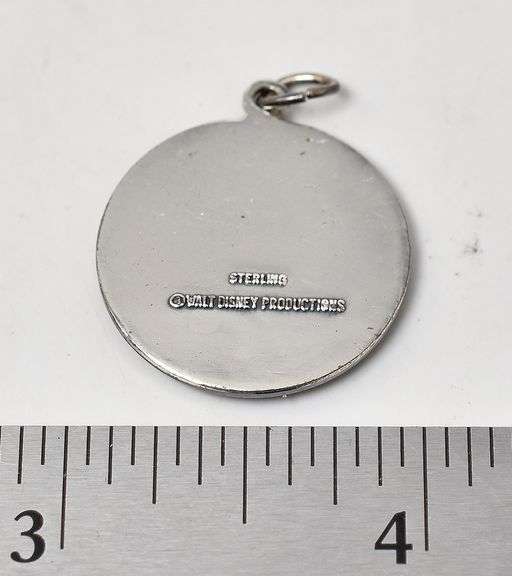 STERLING
©WALT DISNEY PRODUCTIONS
3 4